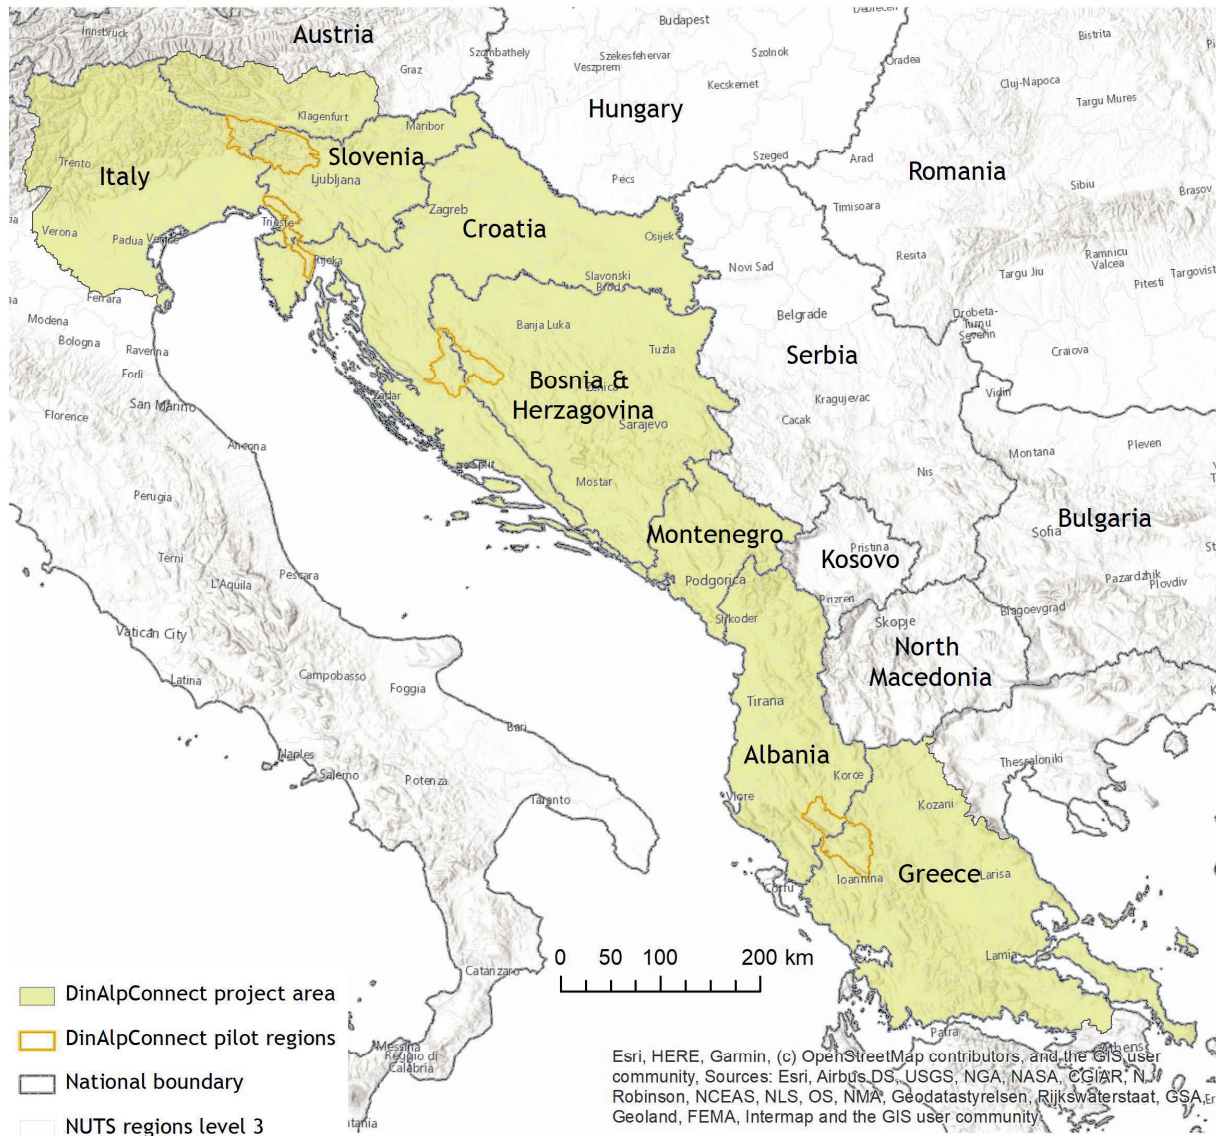 Innsbruck
Austria
Budapest
Debrecen
Bistrita
Szombathely
Szekesfehervar
Szolnok
Oradea
Graz
Veszprem
Kecskemet
Cluj-Napoca
Targu Mures
Hungary
Klagenfurt
Maribor
Trento
Slovenia
Szeged
Arad
Romania
Italy
Ljubljana
Pecs
Sibiu
Brasov
Timisoara
Zagreb
Trieste
Croatia
Verona
Padua
Venice
Osijek
Resita
Ramnicu
Valcea
Rijeka
Novi Sad
Targu Jiu
Targovist
Slavonski
Brod
Pitesti
Ferrara
Modena
Banja Luka
Belgrade
Drobeta-
Turnu
Severin
Bologna
Ravenna
Tuzla
Serbia
Craiova
Forli
Bosnia &
Zenica
Herzagovina
Zadar
Kragujevac
Vidin
San Marino
Florence
Sarajevo
Cacak
Ancona
Montana
Pleven
Split
Nis
Perugia
Mostar
Bulgaria
Montenegro
Sofia
Terni
Pristina
Kosovo
L'Aquila
Pescara
Podgorica
Pazardzhik
Plovdiv
Prizren
Blagoevgrad
Shkoder
Skopje
Vatican City
North
Macedonia
Latina
Campobasso
Foggia
Tirana
Bari
Naples
Albania
Thessaloniki
Salerno
Potenza
Korce
Taranto
Vlore
Kozani
Ioannina
Greece
Larisa
Corfu
0 50 100 200 km
Lamia
Catanzaro
DinAlpConnect project area
DinAlpConnect pilot regions
National boundary
NUTS regions level 3
Messina
Reggio di
Calabria
Patra
Athens
Esri, HERE, Garmin, (c) OpenStreetMap contributors, and the GIS user
community, Sources: Esri, Airbus DS, USGS, NGA, NASA, CGIAR, N
Robinson, NCEAS, NLS, OS, NMA, Geodatastyrelsen, Rijkswaterstaat, GSA,
Geoland, FEMA, Intermap and the GIS user community